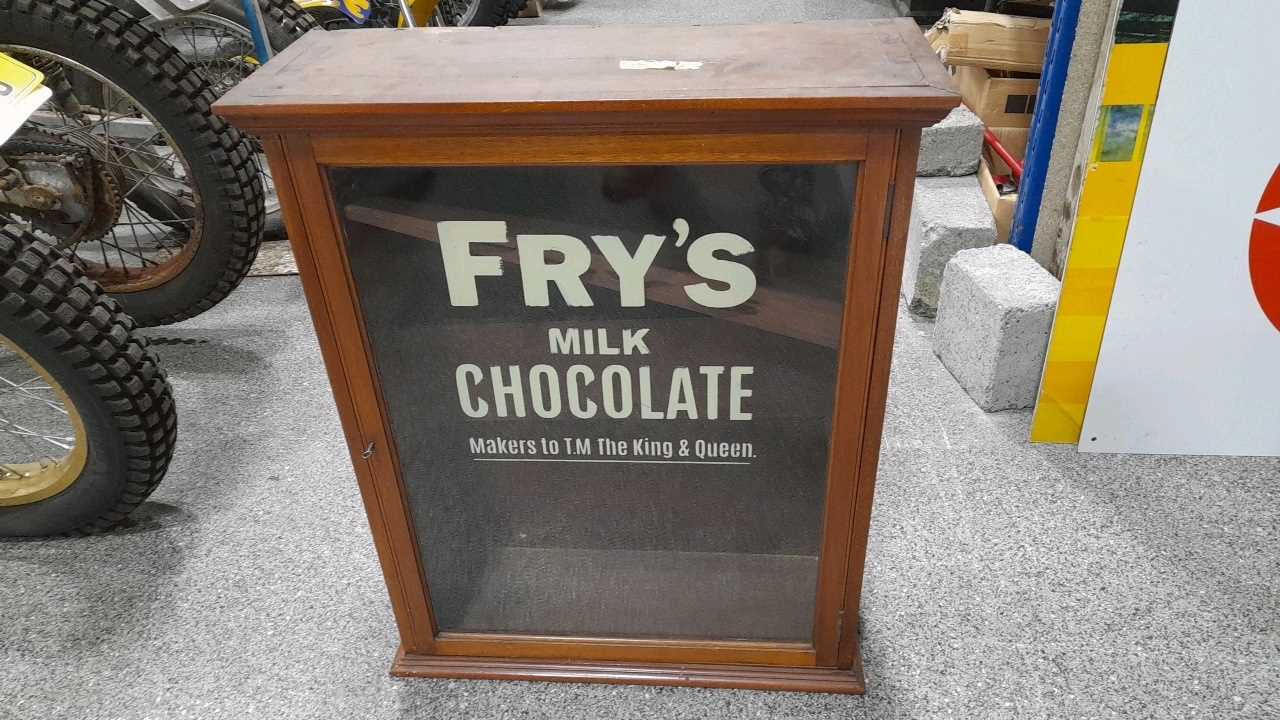 FRY'S
MILK
CHOCOLATE
Makers to T.M The King & Queen.